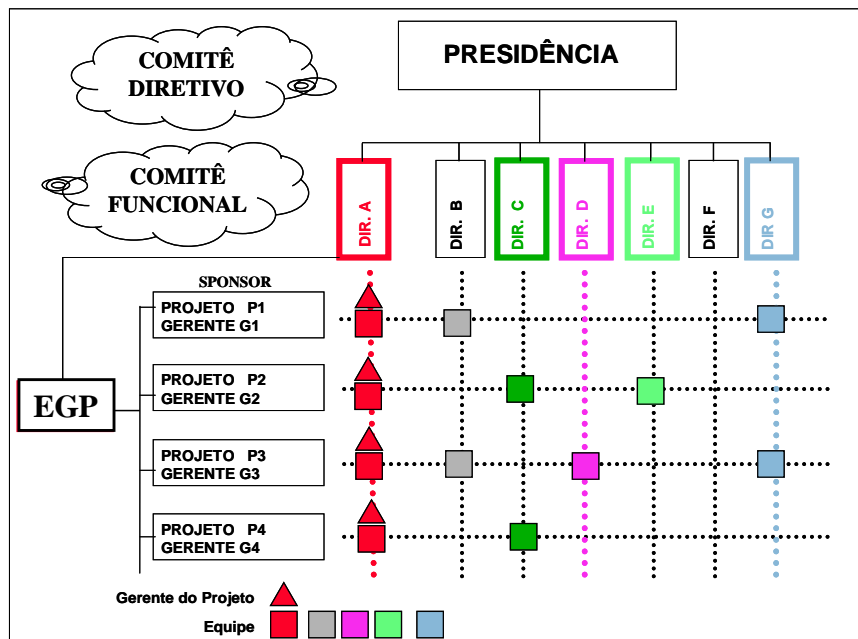 COMITÊ
DIRETIVO
PRESIDÊNCIA
COMITÊ
FUNCIONAL
DIR. A
DIR. B
DIR. C
DIR. D
DIR. E
DIR. F
DIR G
SPONSOR
PROJETO P1
GERENTE G1
PROJETO P2
GERENTE G2
EGP
PROJETO P3
GERENTE G3
PROJETO P4
GERENTE G4
Gerente do Projeto
Equipe